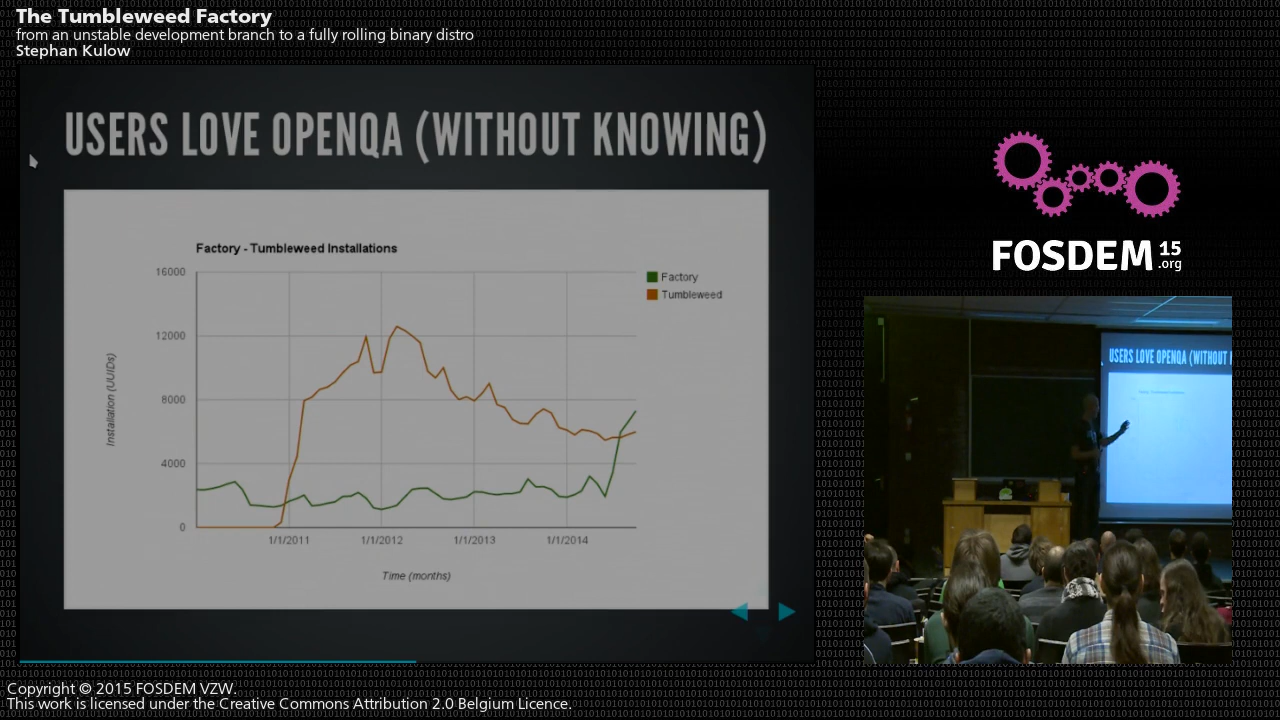 The Tumbleweed Factory
from an unstable development branch to a fully rolling binary distro
Stephan Kulow
USERS LOVE OPENQA (WITHOUT KNOWING)
Factory - Tumbleweed Installations
16000
12000
8000
4000
0
Installation (UUIDs)
1/1/2011
1/1/2012
1/1/2013
1/1/2014
Time (months)
Factory
Tumbleweed
FOSDEM 15
.org
USERS LOVE OPENQA (WITHOUT
Copyright © 2015 FOSDEM VZW.
This work is licensed under the Creative Commons Attribution 2.0 Belgium Licence.